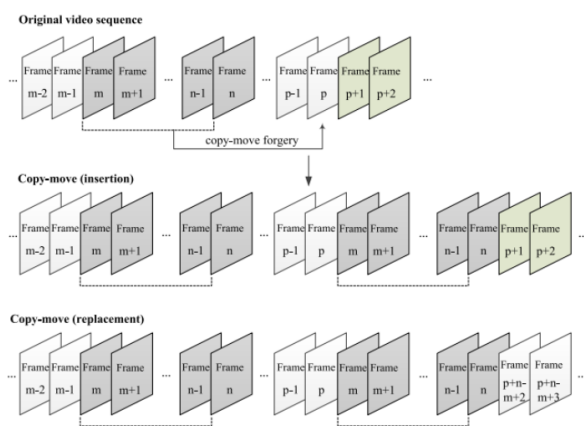 Original video sequence
... Frame m-2 Frame m-1 Frame m Frame m+1 ... Frame n-1 Frame n ... Frame p-1 Frame p Frame p+1 Frame p+2 ...
copy-move forgery
Copy-move (insertion)
... Frame m-2 Frame m-1 Frame m Frame m+1 ... Frame n-1 Frame n ... Frame p-1 Frame p Frame m Frame m+1 ... Frame n-1 Frame n Frame p+1 Frame p+2 ...
Copy-move (replacement)
... Frame m-2 Frame m-1 Frame m Frame m+1 ... Frame n-1 Frame n ... Frame p-1 Frame p Frame m Frame m+1 ... Frame n-1 Frame n Frame p+n-m+2 Frame p+n-m+3 ...